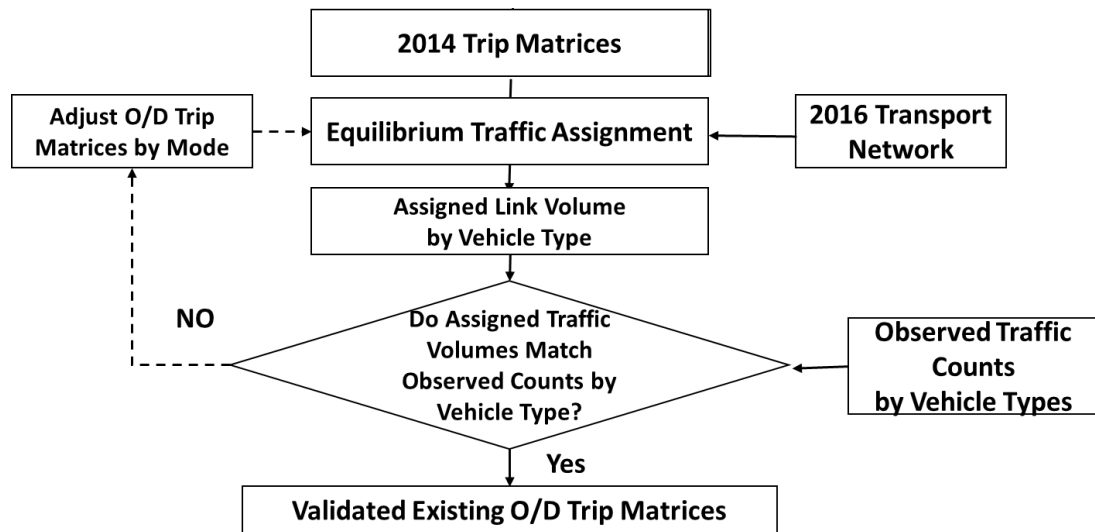 2014 Trip Matrices
Adjust O/D Trip
Matrices by Mode
Equilibrium Traffic Assignment
2016 Transport
Network
Assigned Link Volume
by Vehicle Type
NO
Do Assigned Traffic
Volumes Match
Observed Counts by
Vehicle Type?
Observed Traffic
Counts
by Vehicle Types
Yes
Validated Existing O/D Trip Matrices